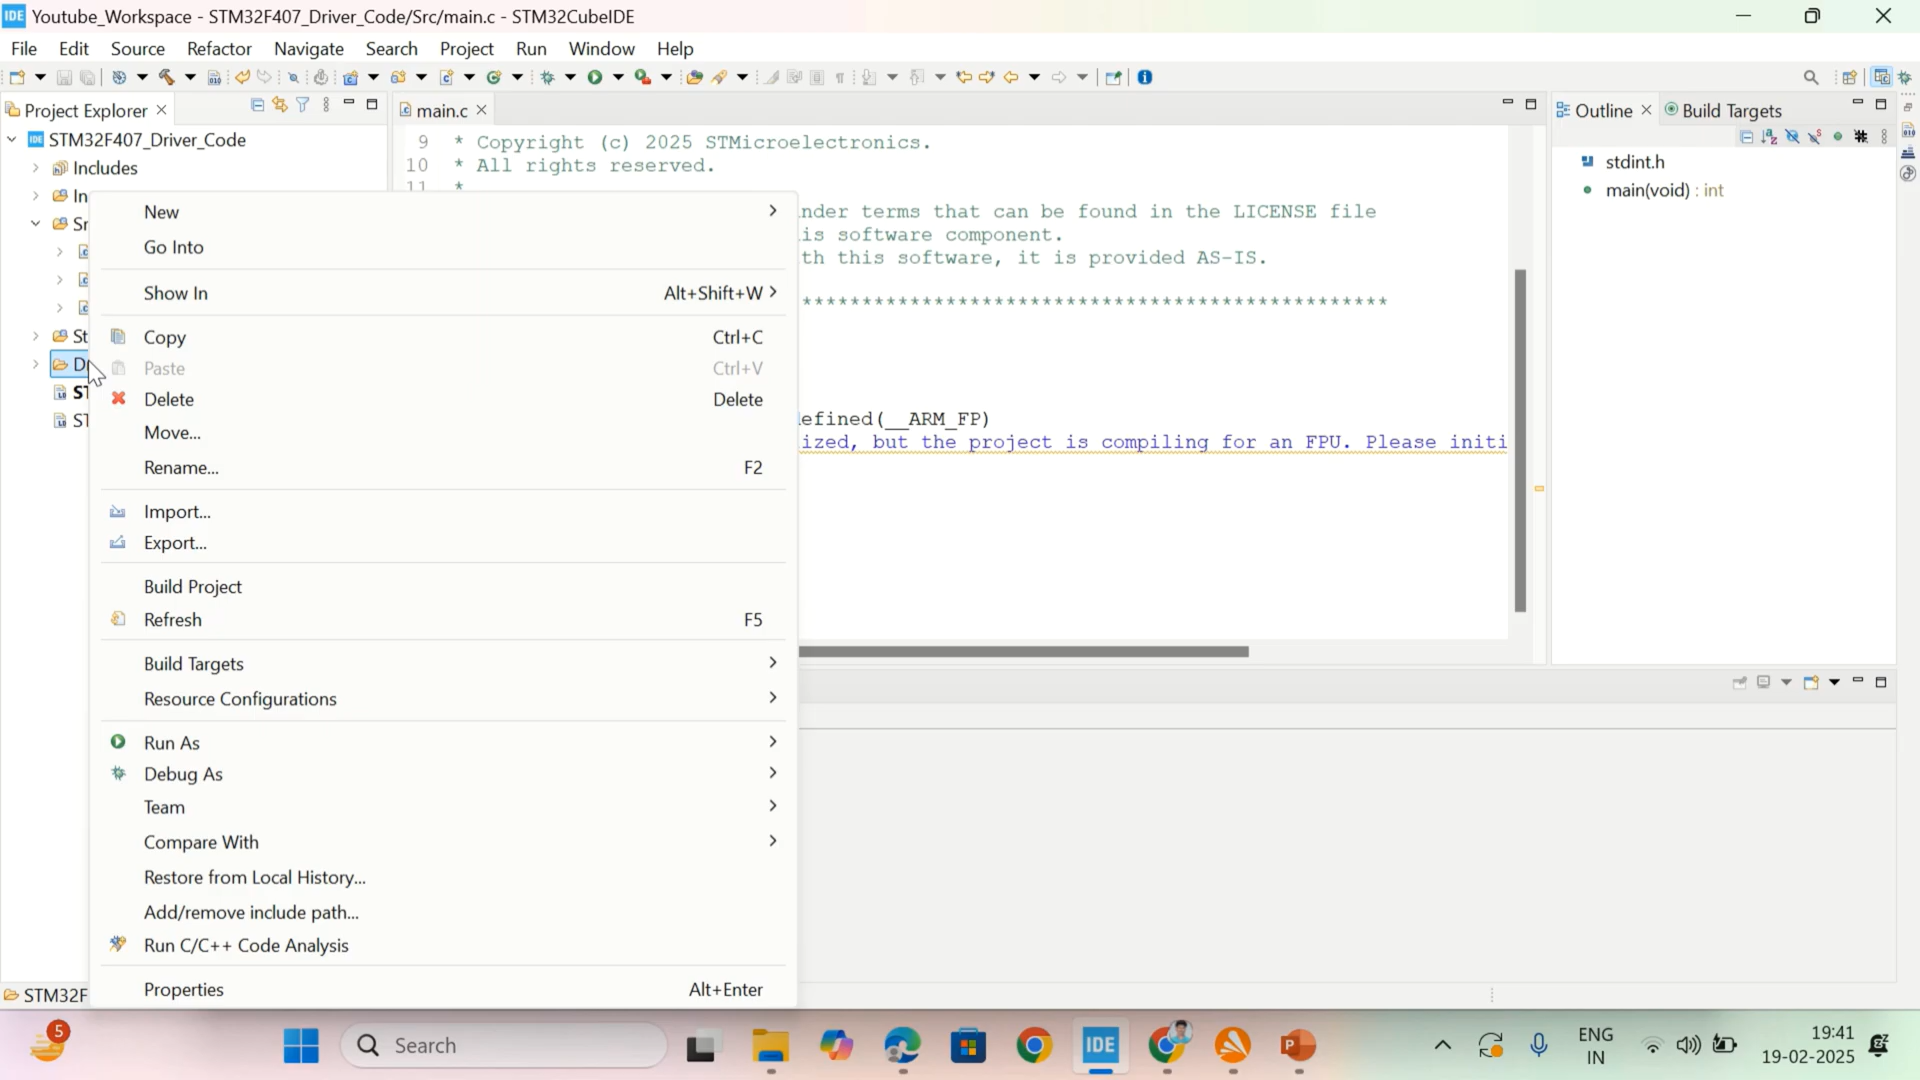 IDE Youtube_Workspace - STM32F407_Driver_Code/Src/main.c - STM32CubeIDE
File Edit Source Refactor Navigate Search Project Run Window Help
Project Explorer
main.c
Outline
Build Targets
STM32F407_Driver_Code
Includes
New
Go Into
Show In Alt+Shift+W
Copy Ctrl+C
Paste Ctrl+V
Delete Delete
Move...
Rename... F2
Import...
Export...
Build Project
Refresh F5
Build Targets
Resource Configurations
Run As
Debug As
Team
Compare With
Restore from Local History...
Add/remove include path...
Run C/C++ Code Analysis
Properties Alt+Enter
9 * Copyright (c) 2025 STMicroelectronics.
10 * All rights reserved.
11 *
nder terms that can be found in the LICENSE file
is software component.
th this software, it is provided AS-IS.
*************************************************
efined(__ARM_FP)
ized, but the project is compiling for an FPU. Please initi
stdint.h
main(void) : int
STM32F
5
Search
IDE
ENG
IN
19:41
19-02-2025